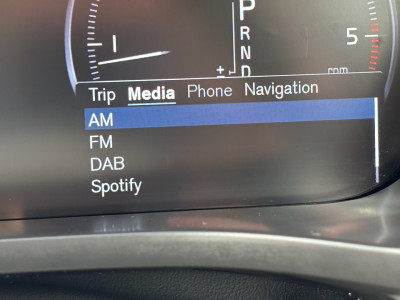 P
R
N
+ D
1
5
rpm
Trip Media Phone Navigation
AM
FM
DAB
Spotify